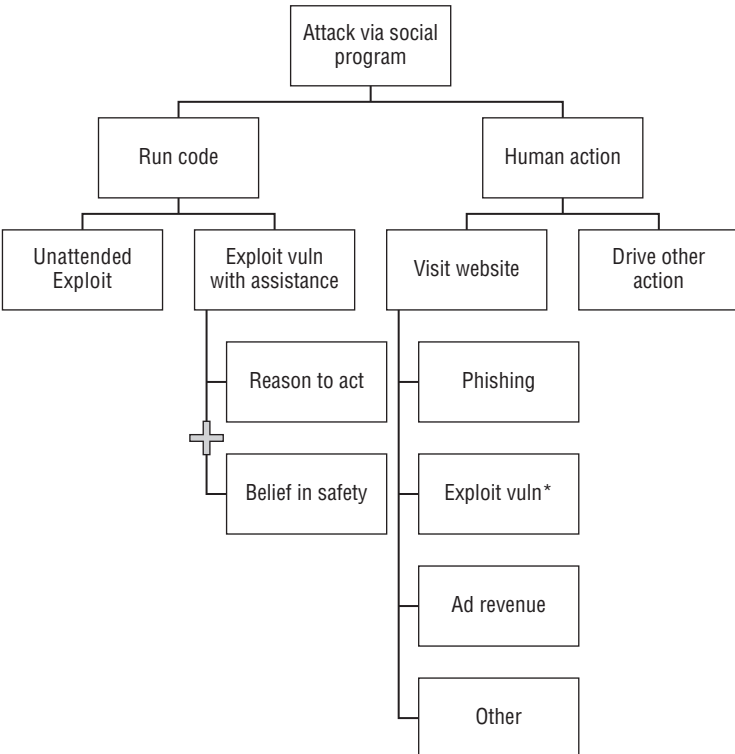 Attack via social
program
Run code
Human action
Unattended
Exploit
Exploit vuln
with assistance
Visit website
Drive other
action
Reason to act
Phishing
Belief in safety
Exploit vuln*
Ad revenue
Other